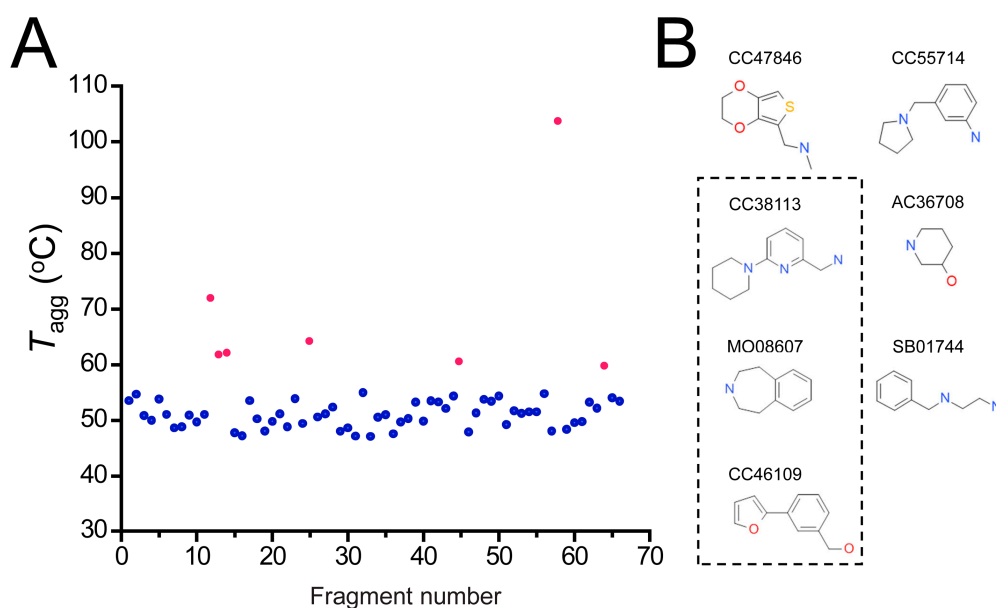 A
110
100
90
80
70
60
50
40
30
T agg (oC)
0 10 20 30 40 50 60 70
Fragment number
B
CC47846 CC55714
O
S
O
N
N
N
CC38113 AC36708
N
N
N
N
O
MO08607 SB01744
N
N
N
CC46109
O
O